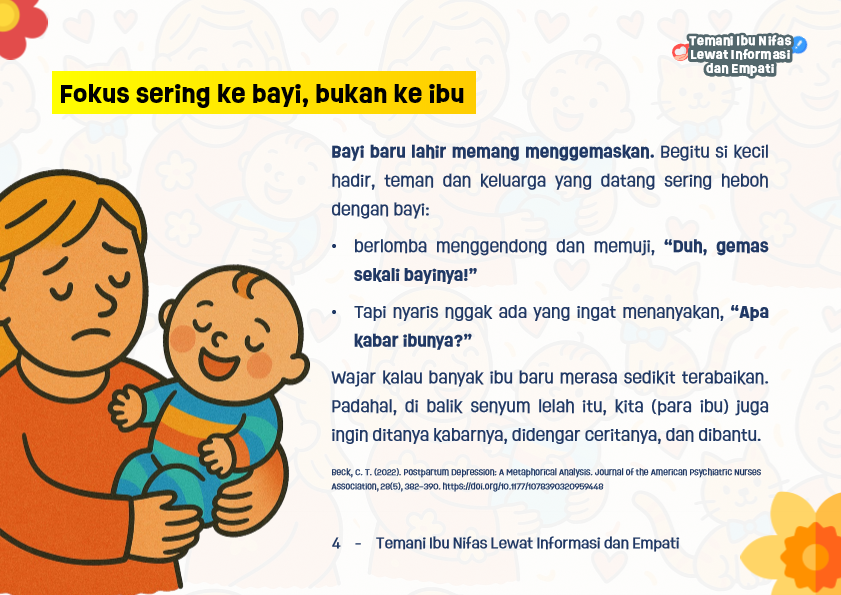 Temani Ibu Nifas
Lewat Informasi
dan Empati
Fokus sering ke bayi, bukan ke ibu
Bayi baru lahir memang menggemaskan. Begitu si kecil
hadir, teman dan keluarga yang datang sering heboh
dengan bayi:
• berlomba menggendong dan memuji, “Duh, gemas
sekali bayinya!”
• Tapi nyaris nggak ada yang ingat menanyakan, “Apa
kabar ibunya?”
Wajar kalau banyak ibu baru merasa sedikit terabaikan.
Padahal, di balik senyum lelah itu, kita (para ibu) juga
ingin ditanya kabarnya, didengar ceritanya, dan dibantu.
Beck, C. T. (2022). Postpartum Depression: A Metaphorical Analysis. Journal of the American Psychiatric Nurses
Association, 28(5), 382–390. https://doi.org/10.1177/1078390320959448
4 - Temani Ibu Nifas Lewat Informasi dan Empati